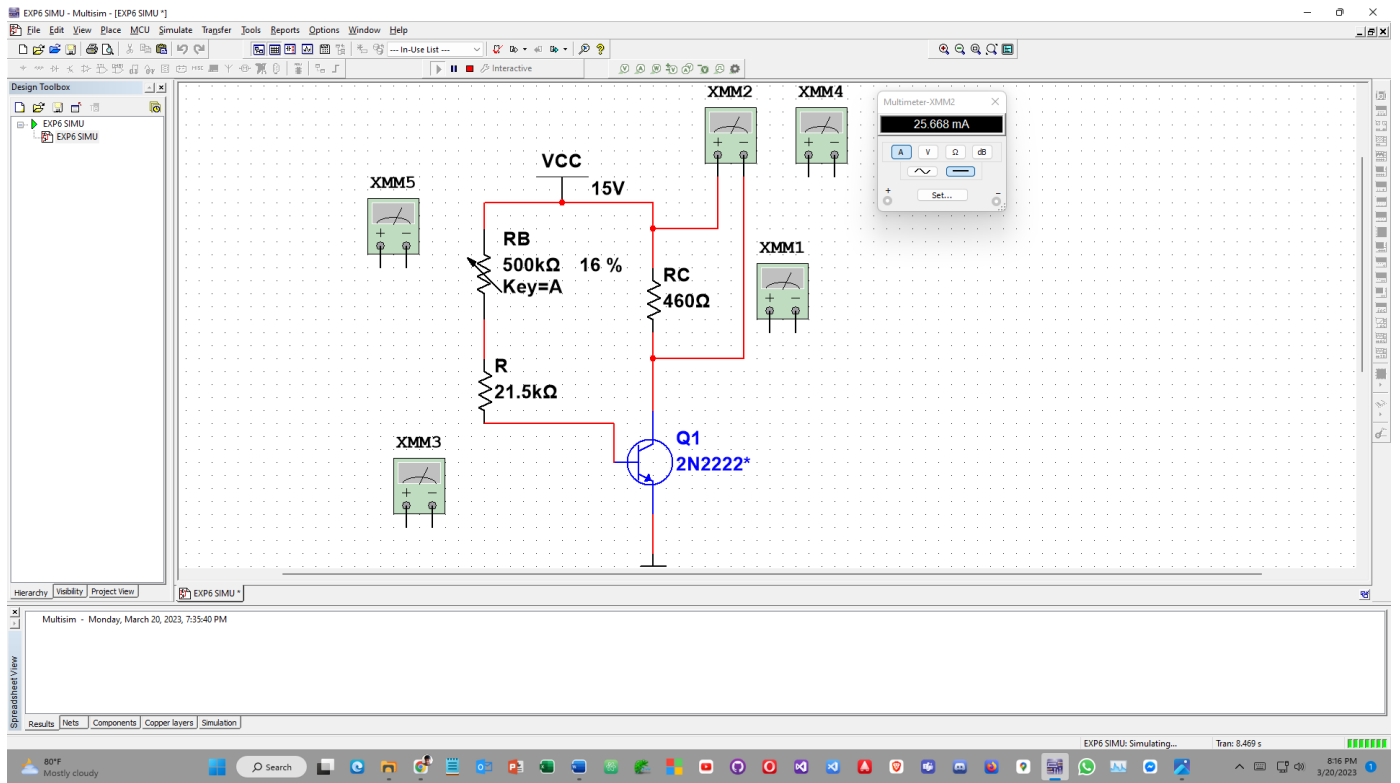 EXP6 SIMU - Multisim - [EXP6 SIMU *]
File Edit View Place MCU Simulate Transfer Tools Reports Options Window Help
--- In-Use List ---
Interactive
Design Toolbox
EXP6 SIMU
EXP6 SIMU
Hierarchy Visibility Project View
XMM2
XMM4
Multimeter-XMM2
25.668 mA
A V Ω dB
+ Set... −
VCC
15V
XMM5
RB
500kΩ 16 %
Key=A
XMM1
RC
460Ω
R
21.5kΩ
XMM3
Q1
2N2222*
EXP6 SIMU *
Multisim - Monday, March 20, 2023, 7:35:40 PM
Spreadsheet View
Results Nets Components Copper layers Simulation
EXP6 SIMU: Simulating... Tran: 8.469 s
80°F
Mostly cloudy
Search
8:16 PM
3/20/2023
1